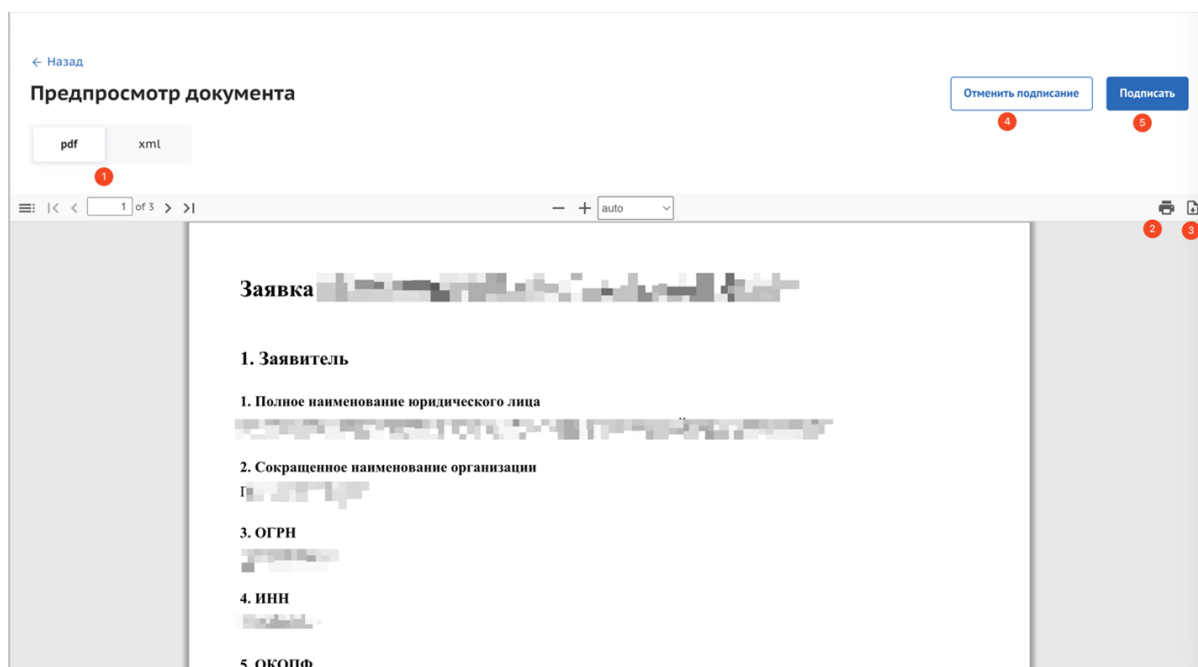 ← Назад
Предпросмотр документа
Отменить подписание
Подписать
4
5
pdf xml
1
1 of 3
auto
2
3
Заявка
1. Заявитель
1. Полное наименование юридического лица
2. Сокращенное наименование организации
3. ОГРН
4. ИНН
5. ОКОПФ